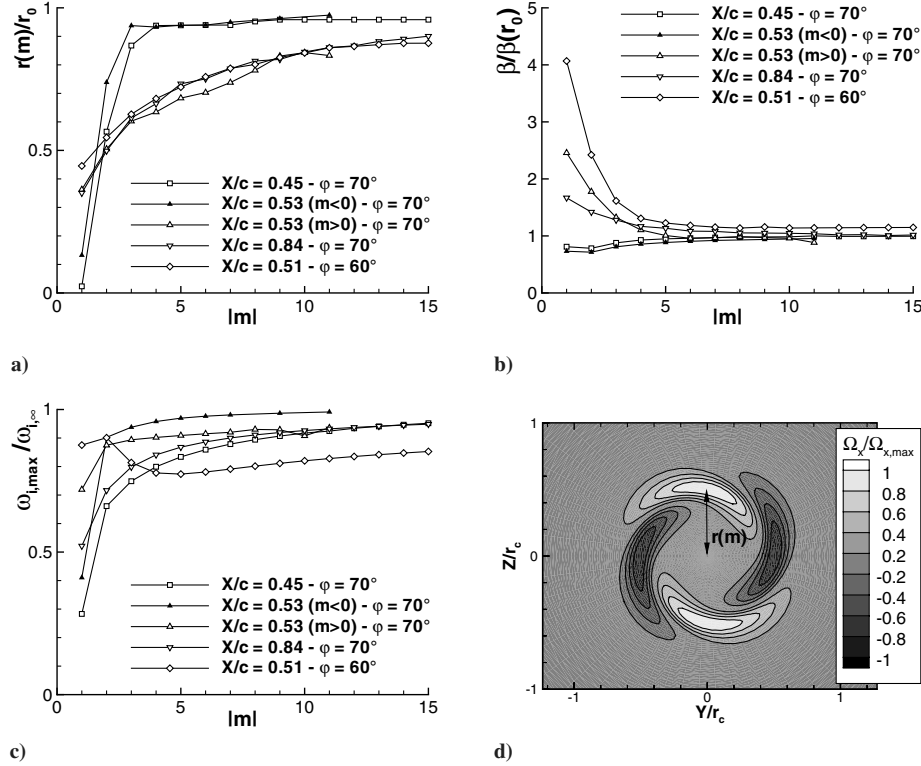 r(m)/r₀
1
0.5
0
0 5 10 15
|m|
X/c = 0.45 - φ = 70°
X/c = 0.53 (m<0) - φ = 70°
X/c = 0.53 (m>0) - φ = 70°
X/c = 0.84 - φ = 70°
X/c = 0.51 - φ = 60°
a)
β/β(r₀)
5
4
3
2
1
0
0 5 10 15
|m|
X/c = 0.45 - φ = 70°
X/c = 0.53 (m<0) - φ = 70°
X/c = 0.53 (m>0) - φ = 70°
X/c = 0.84 - φ = 70°
X/c = 0.51 - φ = 60°
b)
ω i,max /ω i,∞
1
0.5
0
0 5 10 15
|m|
X/c = 0.45 - φ = 70°
X/c = 0.53 (m<0) - φ = 70°
X/c = 0.53 (m>0) - φ = 70°
X/c = 0.84 - φ = 70°
X/c = 0.51 - φ = 60°
c)
Z/r_c
1
0
-1
-1 0 1
Y/r_c
r(m)
Ω_x/Ω_x,max
1
0.8
0.6
0.4
0.2
-0.2
-0.4
-0.6
-0.8
-1
d)